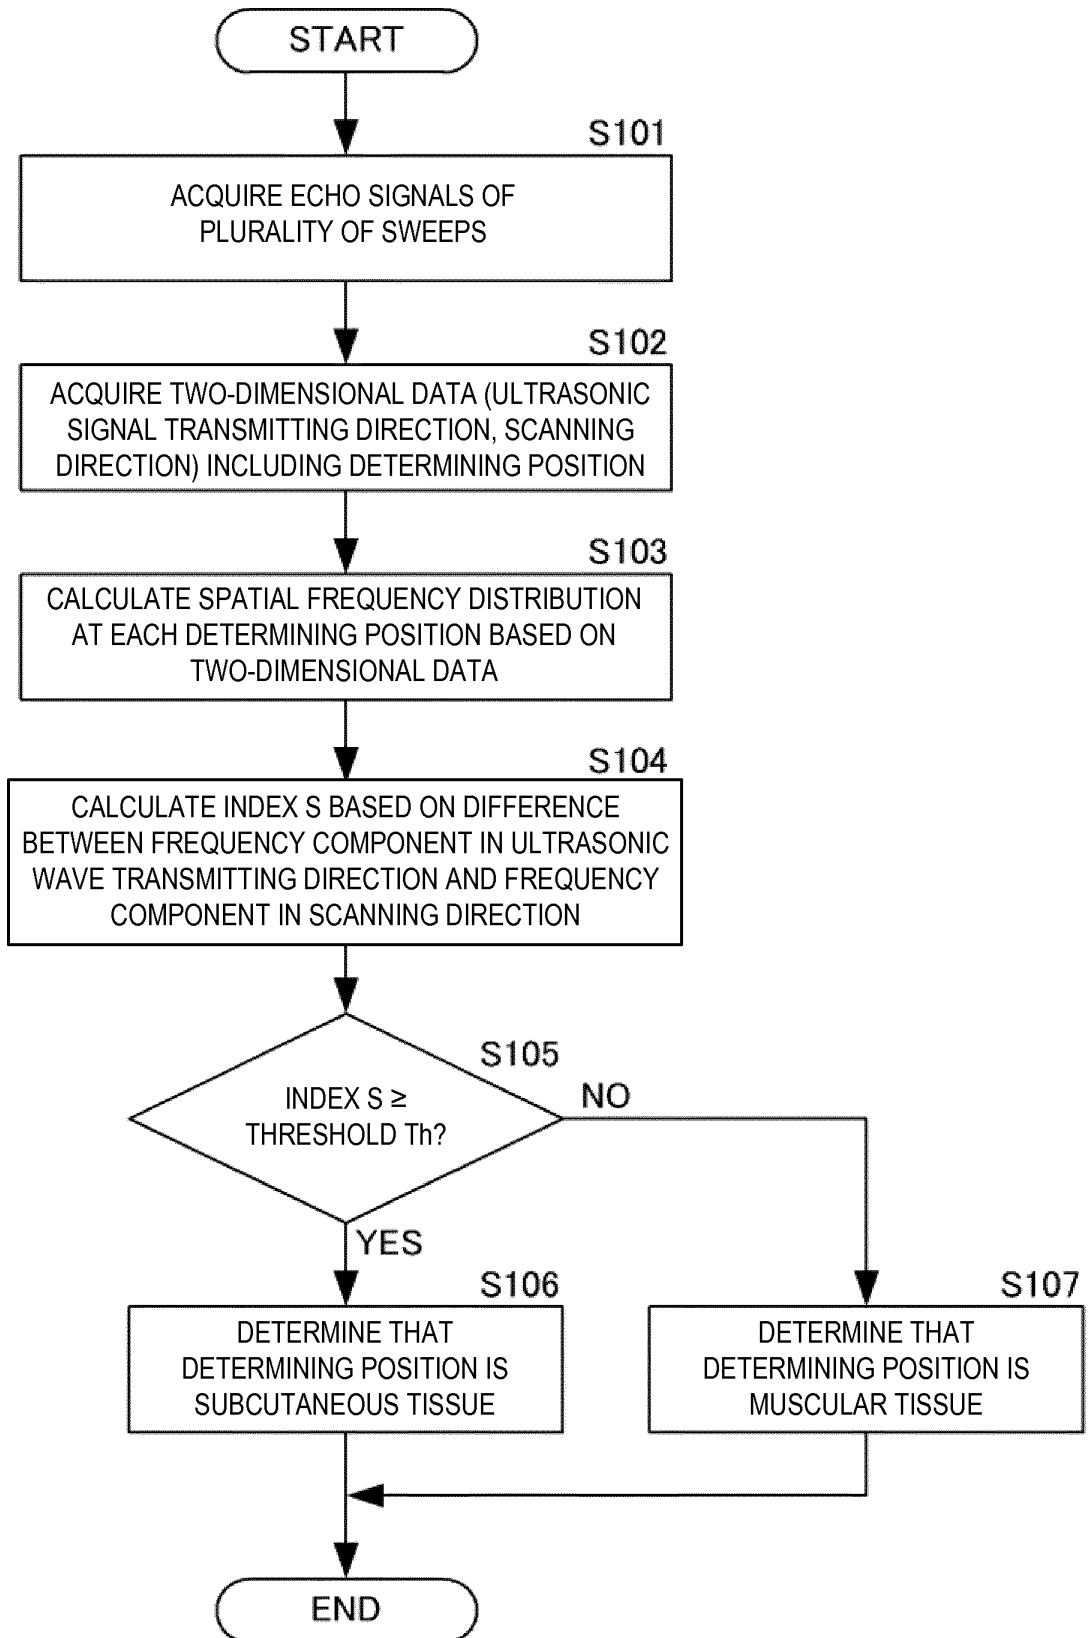 START
S101
ACQUIRE ECHO SIGNALS OF
PLURALITY OF SWEEPS
S102
ACQUIRE TWO-DIMENSIONAL DATA (ULTRASONIC
SIGNAL TRANSMITTING DIRECTION, SCANNING
DIRECTION) INCLUDING DETERMINING POSITION
S103
CALCULATE SPATIAL FREQUENCY DISTRIBUTION
AT EACH DETERMINING POSITION BASED ON
TWO-DIMENSIONAL DATA
S104
CALCULATE INDEX S BASED ON DIFFERENCE
BETWEEN FREQUENCY COMPONENT IN ULTRASONIC
WAVE TRANSMITTING DIRECTION AND FREQUENCY
COMPONENT IN SCANNING DIRECTION
S105
INDEX S ≥
THRESHOLD Th?
NO
YES
S106
DETERMINE THAT
DETERMINING POSITION IS
SUBCUTANEOUS TISSUE
S107
DETERMINE THAT
DETERMINING POSITION IS
MUSCULAR TISSUE
END